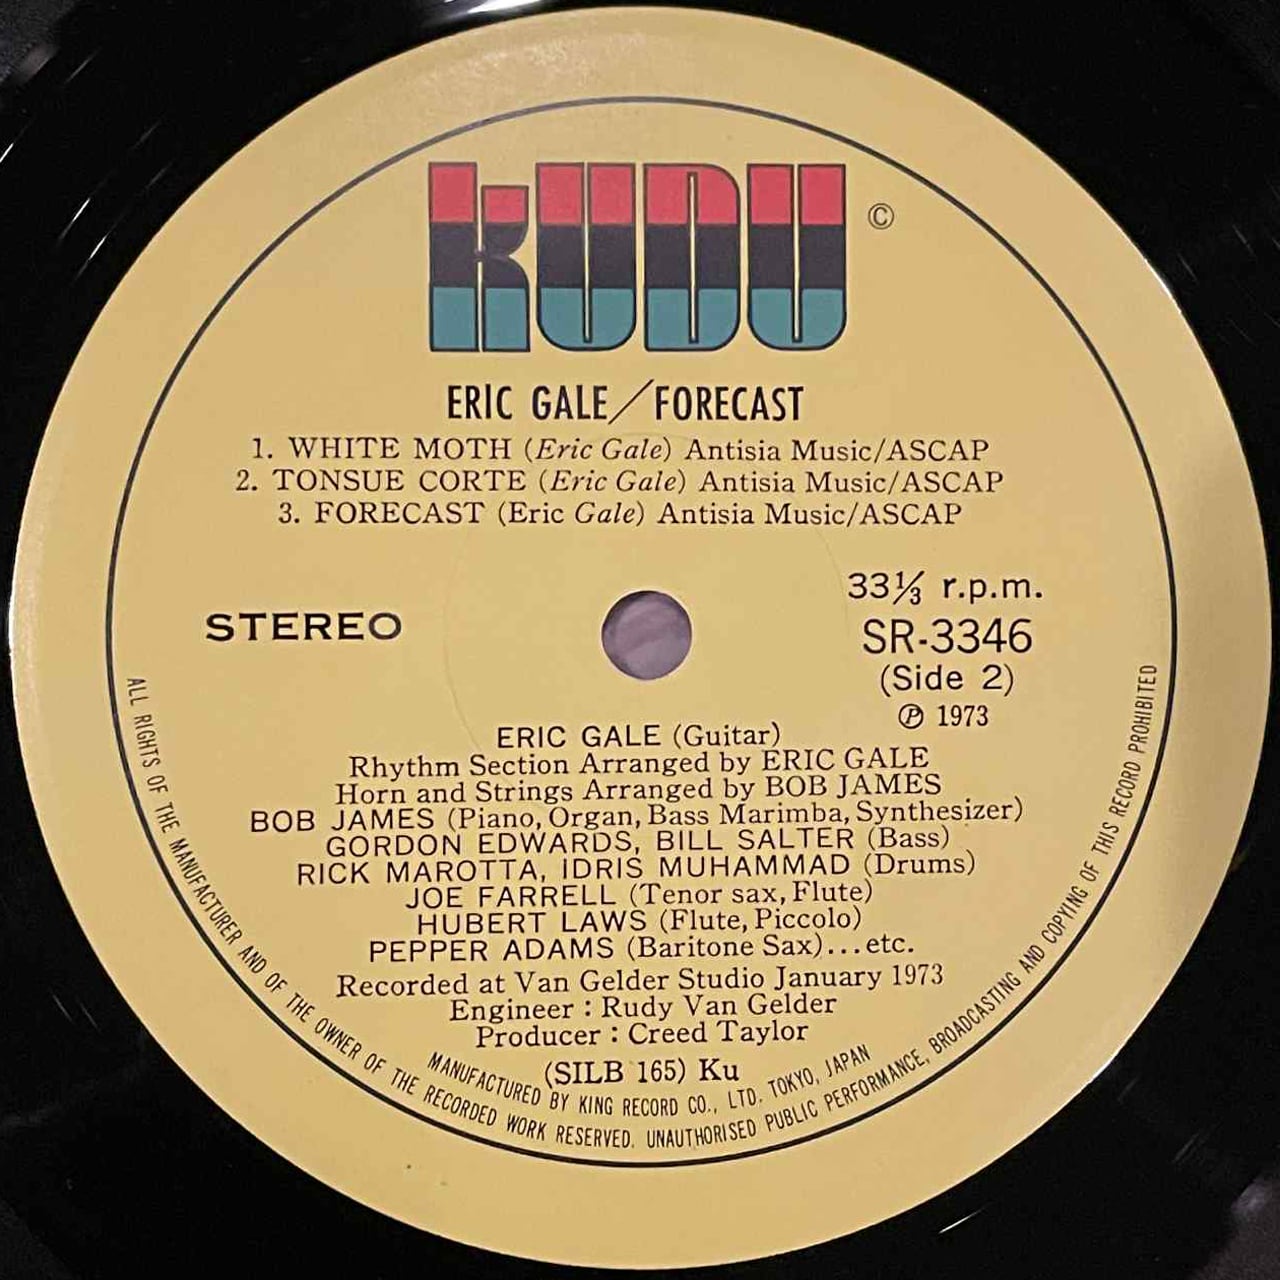 KUDU ©
ERIC GALE/FORECAST
1. WHITE MOTH (Eric Gale) Antisia Music/ASCAP
2. TONSUE CORTE (Eric Gale) Antisia Music/ASCAP
3. FORECAST (Eric Gale) Antisia Music/ASCAP
STEREO
33⅓ r.p.m.
SR-3346
(Side 2)
℗ 1973
ERIC GALE (Guitar)
Rhythm Section Arranged by ERIC GALE
Horn and Strings Arranged by BOB JAMES
BOB JAMES (Piano, Organ, Bass Marimba, Synthesizer)
GORDON EDWARDS, BILL SALTER (Bass)
RICK MAROTTA, IDRIS MUHAMMAD (Drums)
JOE FARRELL (Tenor sax, Flute)
HUBERT LAWS (Flute, Piccolo)
PEPPER ADAMS (Baritone Sax)...etc.
Recorded at Van Gelder Studio January 1973
Engineer : Rudy Van Gelder
Producer : Creed Taylor
(SILB 165) Ku
MANUFACTURED BY KING RECORD CO., LTD. TOKYO, JAPAN
ALL RIGHTS OF THE MANUFACTURER AND OF THE OWNER OF THE RECORDED WORK RESERVED. UNAUTHORISED PUBLIC PERFORMANCE, BROADCASTING AND COPYING OF THIS RECORD PROHIBITED